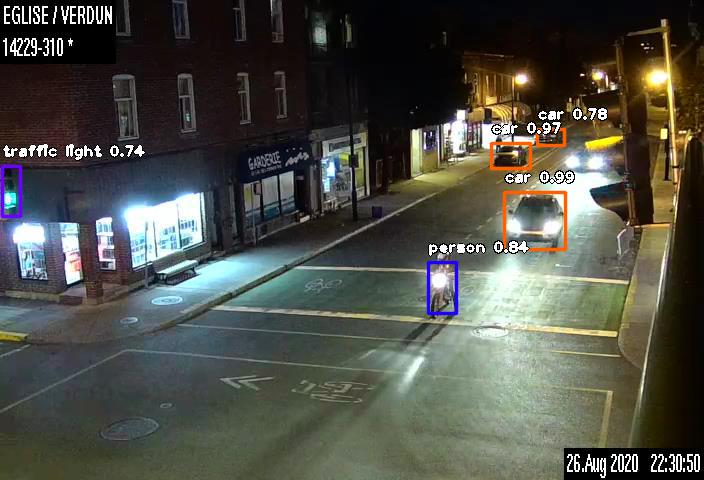 EGLISE / VERDUN
14229-310 *
car 0.78
car 0.97
traffic light 0.74
GARDERIE
car 0.99
person 0.84
26.Aug 2020 22:30:50